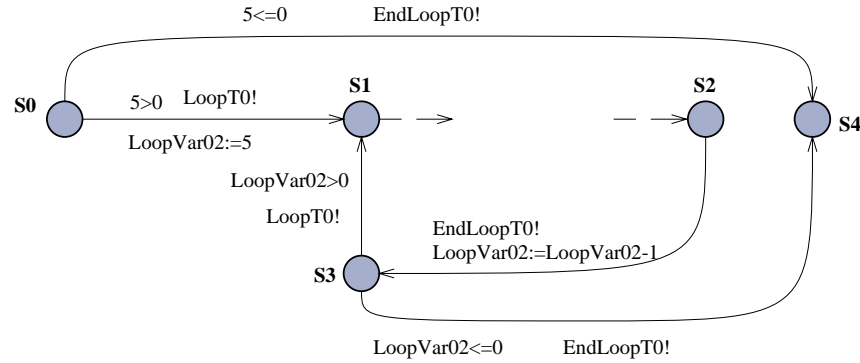 5<=0 EndLoopT0!
S0
5>0 LoopT0!
LoopVar02:=5
S1
S2
S4
LoopVar02>0
LoopT0!
EndLoopT0!
LoopVar02:=LoopVar02-1
S3
LoopVar02<=0 EndLoopT0!